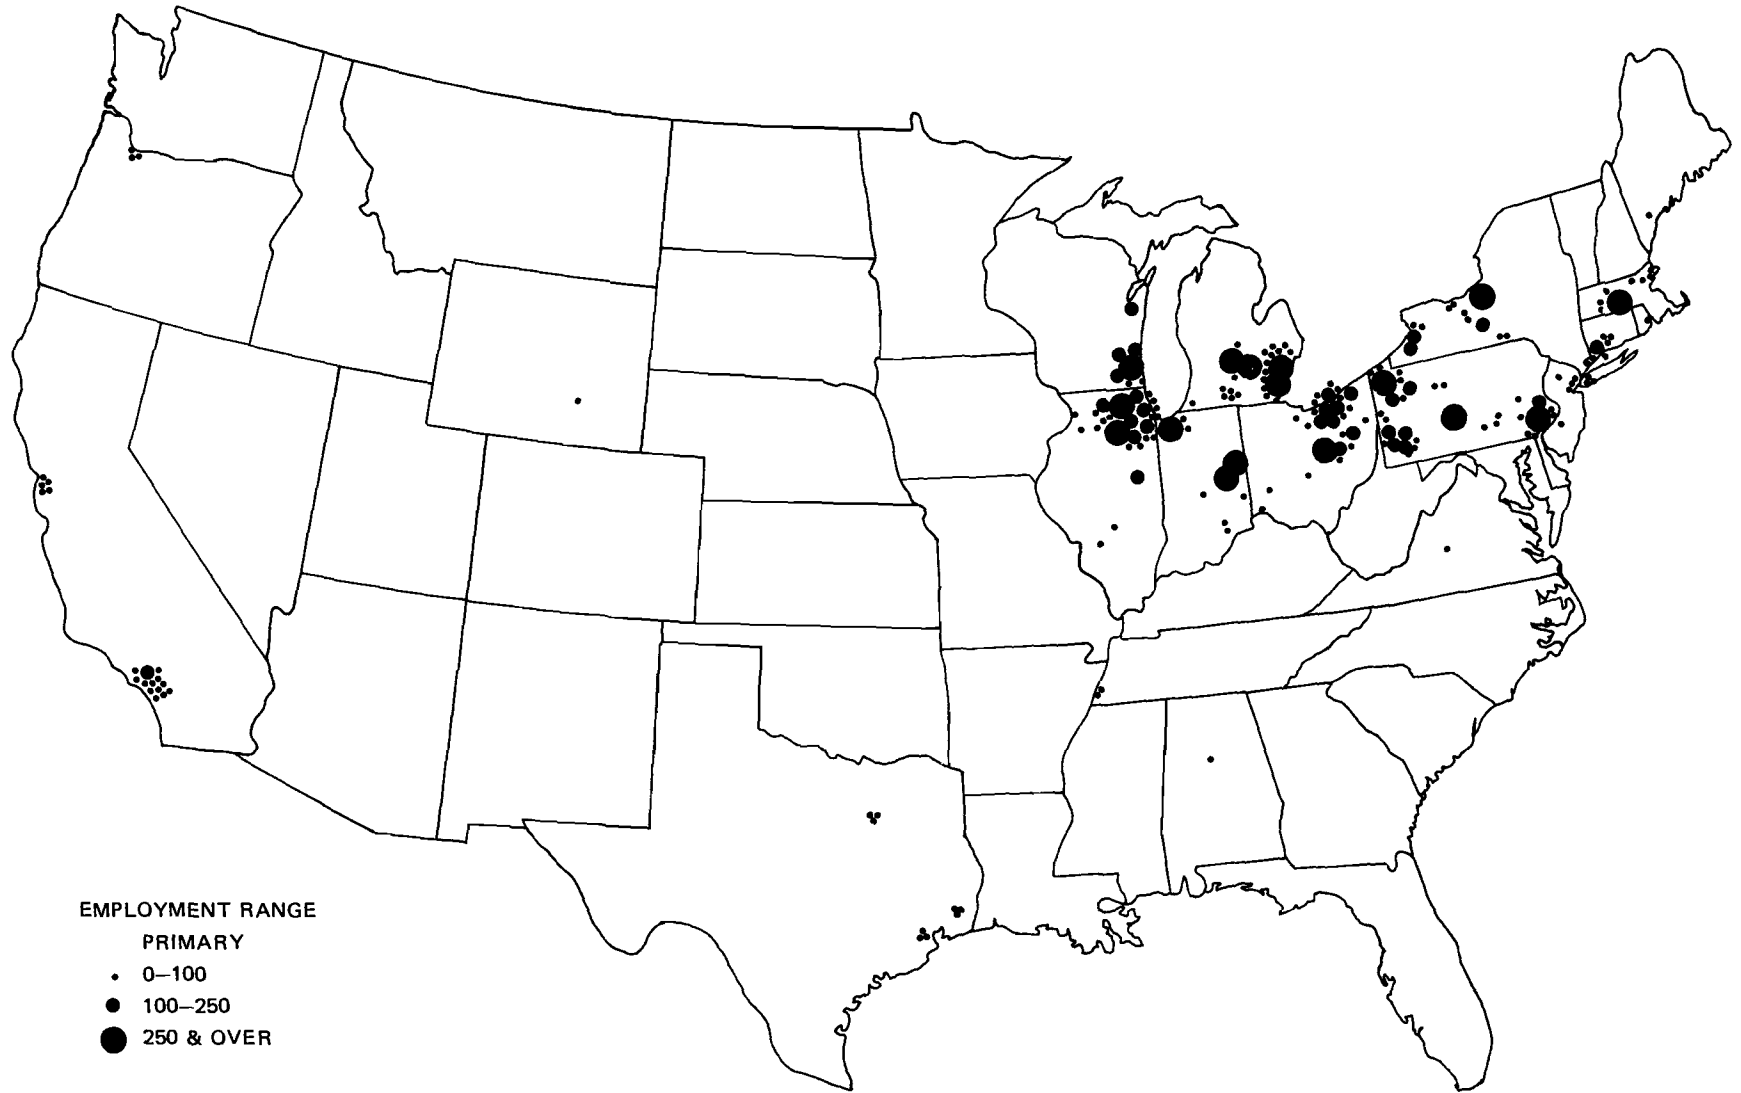 EMPLOYMENT RANGE
PRIMARY
0–100
100–250
250 & OVER